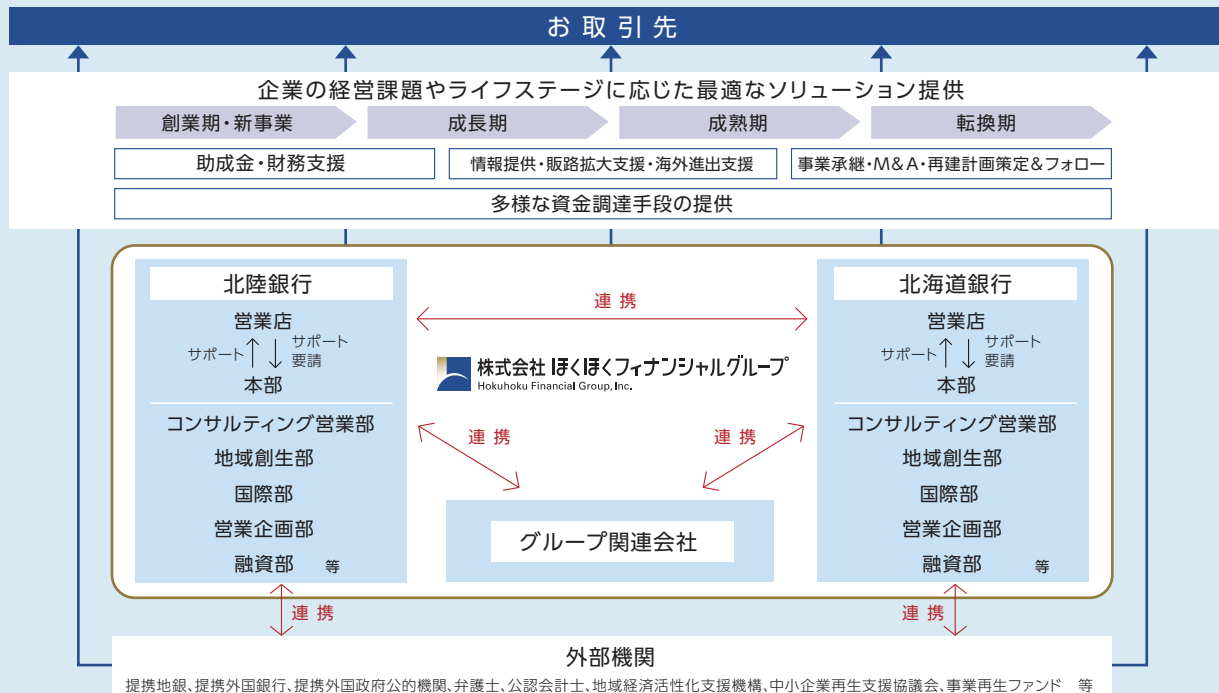 お取引先
企業の経営課題やライフステージに応じた最適なソリューション提供
創業期・新事業 成長期 成熟期 転換期
助成金・財務支援 情報提供・販路拡大支援・海外進出支援 事業承継・M&A・再建計画策定&フォロー
多様な資金調達手段の提供
北陸銀行
営業店
サポート サポート要請
本部
コンサルティング営業部
地域創生部
国際部
営業企画部
融資部 等
連携
株式会社 ほくほくフィナンシャルグループ
Hokuhoku Financial Group, Inc.
連携 連携
グループ関連会社
北海道銀行
営業店
サポート サポート要請
本部
コンサルティング営業部
地域創生部
国際部
営業企画部
融資部 等
連携 連携
外部機関
提携地銀、提携外国銀行、提携外国政府公的機関、弁護士、公認会計士、地域経済活性化支援機構、中小企業再生支援協議会、事業再生ファンド 等